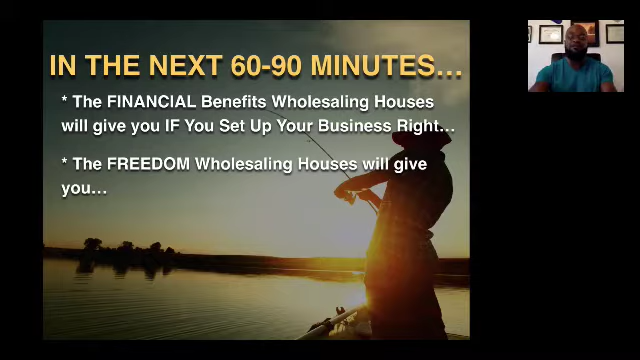 IN THE NEXT 60-90 MINUTES...
* The FINANCIAL Benefits Wholesaling Houses
will give you IF You Set Up Your Business Right...
* The FREEDOM Wholesaling Houses will give
you...